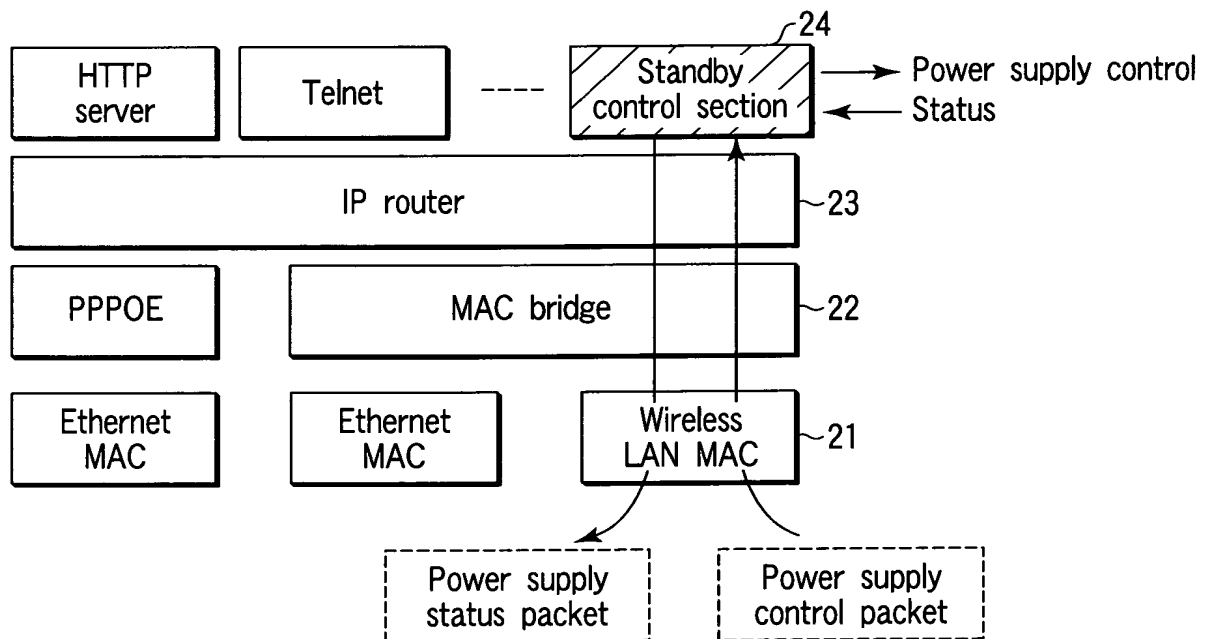 24
HTTP
server
Telnet
Standby
control section
Power supply control
Status
IP router
23
PPPOE
MAC bridge
22
Ethernet
MAC
Ethernet
MAC
Wireless
LAN MAC
21
Power supply
status packet
Power supply
control packet